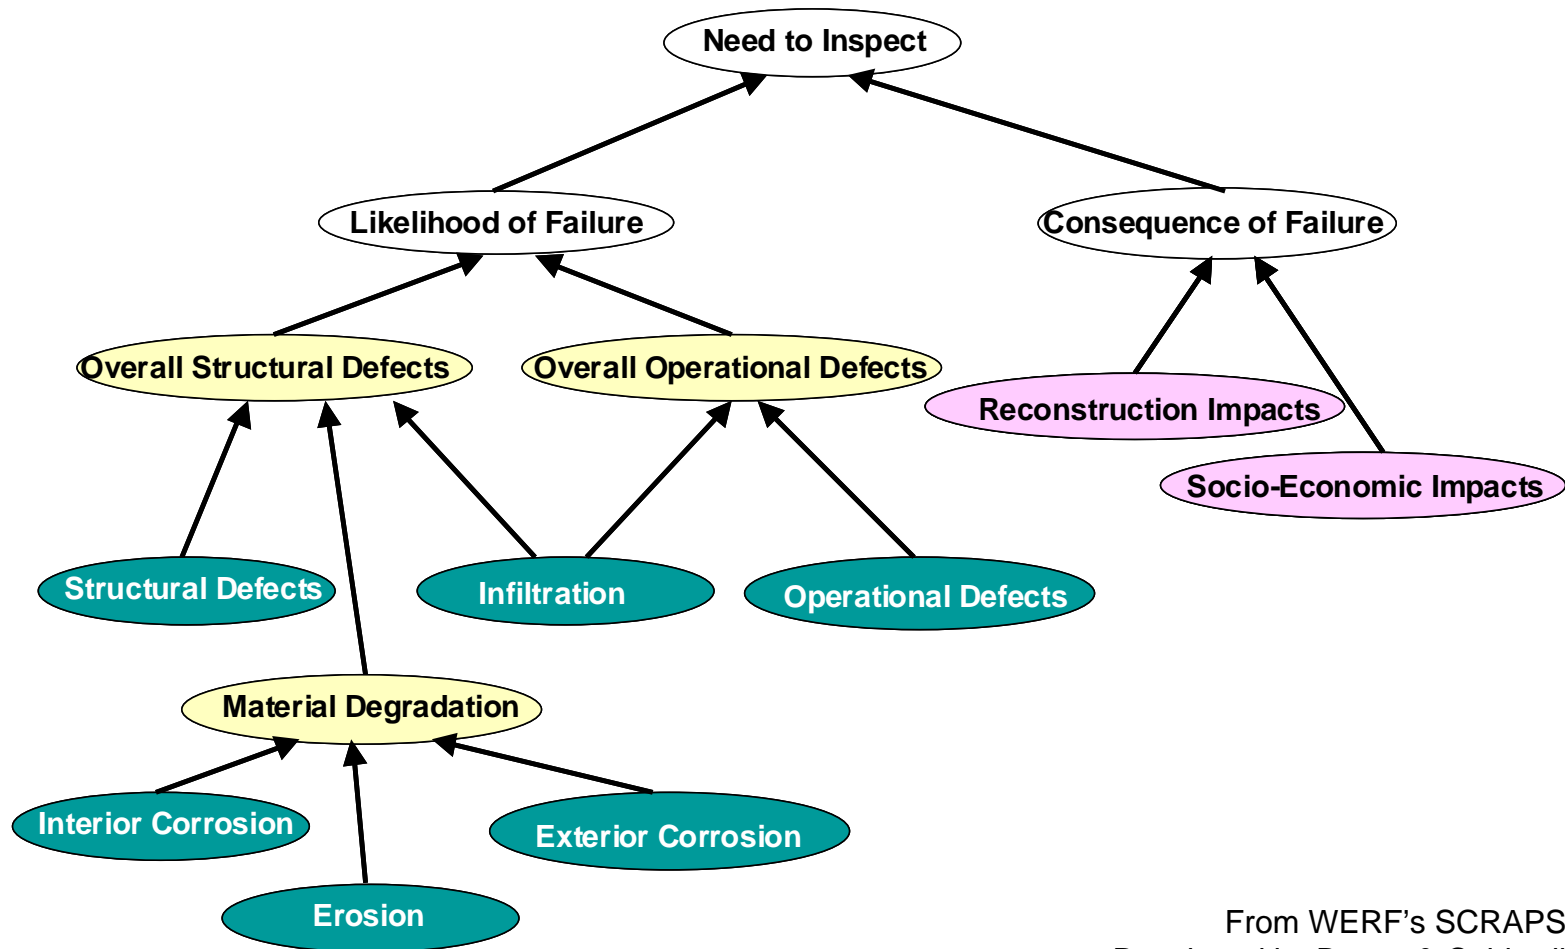 Need to Inspect
Likelihood of Failure
Consequence of Failure
Overall Structural Defects
Overall Operational Defects
Reconstruction Impacts
Socio-Economic Impacts
Structural Defects
Infiltration
Operational Defects
Material Degradation
Interior Corrosion
Exterior Corrosion
Erosion
From WERF's SCRAPS